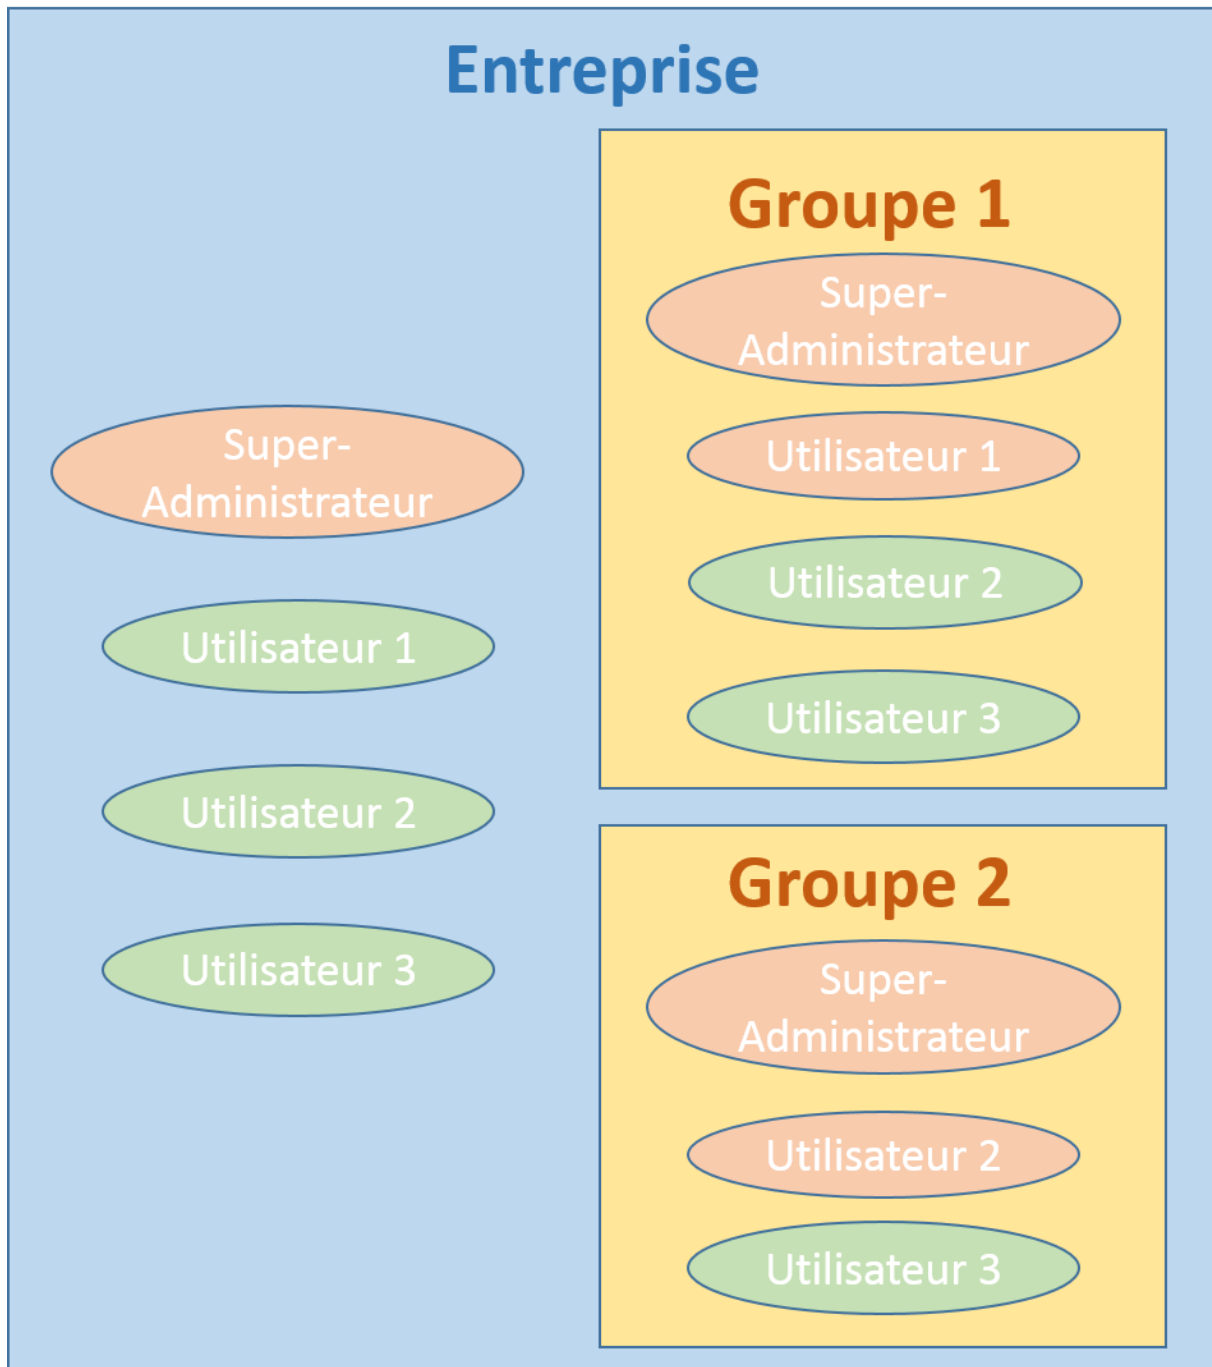 Entreprise
Super-
Administrateur
Utilisateur 1
Utilisateur 2
Utilisateur 3
Groupe 1
Super-
Administrateur
Utilisateur 1
Utilisateur 2
Utilisateur 3
Groupe 2
Super-
Administrateur
Utilisateur 2
Utilisateur 3